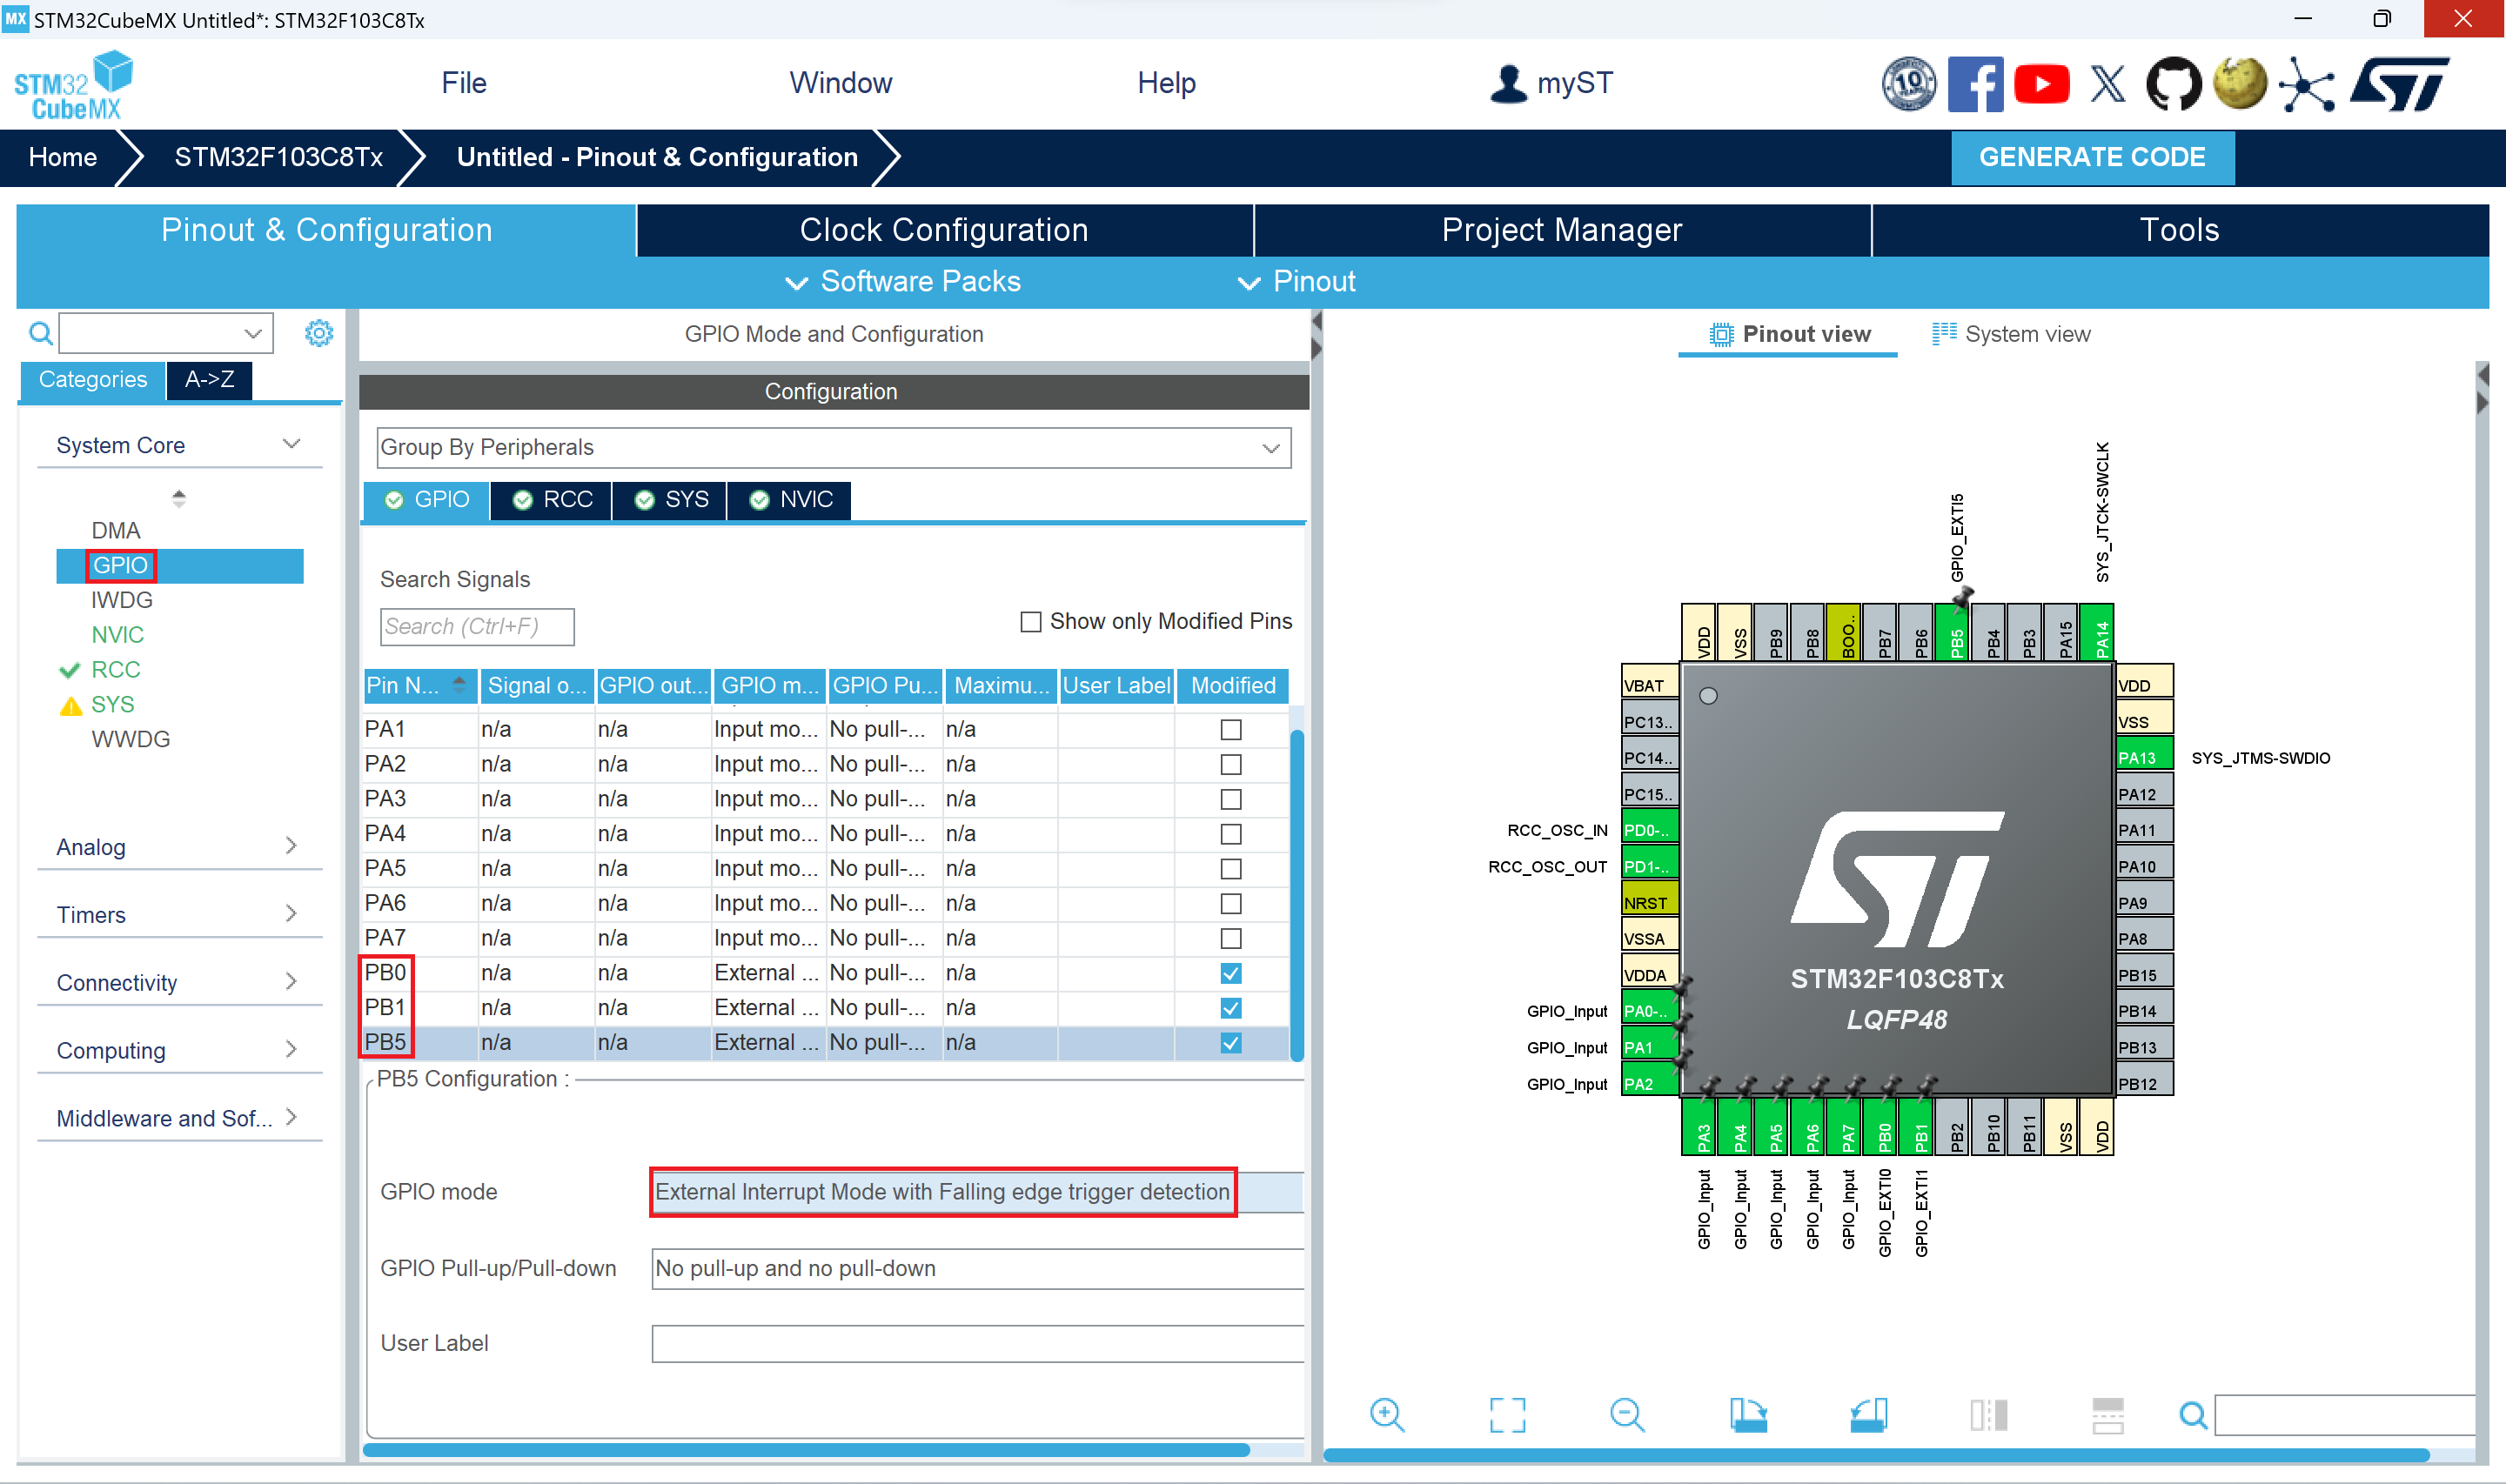 MX STM32CubeMX Untitled*: STM32F103C8Tx
STM32
CubeMX
File
Window
Help
myST
10
Home
STM32F103C8Tx
Untitled - Pinout & Configuration
GENERATE CODE
Pinout & Configuration
Clock Configuration
Project Manager
Tools
Software Packs
Pinout
Categories
A->Z
System Core
DMA
GPIO
IWDG
NVIC
RCC
SYS
WWDG
Analog
Timers
Connectivity
Computing
Middleware and Sof...
GPIO Mode and Configuration
Configuration
Group By Peripherals
GPIO
RCC
SYS
NVIC
Search Signals
Search (Ctrl+F)
Show only Modified Pins
Pin N... Signal o... GPIO out... GPIO m... GPIO Pu... Maximu... User Label Modified
PA1 n/a n/a Input mo... No pull-... n/a
PA2 n/a n/a Input mo... No pull-... n/a
PA3 n/a n/a Input mo... No pull-... n/a
PA4 n/a n/a Input mo... No pull-... n/a
PA5 n/a n/a Input mo... No pull-... n/a
PA6 n/a n/a Input mo... No pull-... n/a
PA7 n/a n/a Input mo... No pull-... n/a
PB0 n/a n/a External ... No pull-... n/a
PB1 n/a n/a External ... No pull-... n/a
PB5 n/a n/a External ... No pull-... n/a
PB5 Configuration :
GPIO mode
External Interrupt Mode with Falling edge trigger detection
GPIO Pull-up/Pull-down
No pull-up and no pull-down
User Label
Pinout view
System view
GPIO_EXTI5
SYS_JTCK-SWCLK
VDD
VSS
PB9
PB8
BOO..
PB7
PB6
PB5
PB4
PB3
PA15
PA14
VBAT
PC13..
PC14..
PC15..
RCC_OSC_IN
PD0-..
RCC_OSC_OUT
PD1-..
NRST
VSSA
VDDA
GPIO_Input
PA0-..
GPIO_Input
PA1
GPIO_Input
PA2
VDD
VSS
PA13
SYS_JTMS-SWDIO
PA12
PA11
PA10
PA9
PA8
PB15
PB14
PB13
PB12
ST
STM32F103C8Tx
LQFP48
PA3
PA4
PA5
PA6
PA7
PB0
PB1
PB2
PB10
PB11
VSS
VDD
GPIO_Input
GPIO_Input
GPIO_Input
GPIO_Input
GPIO_Input
GPIO_EXTI0
GPIO_EXTI1